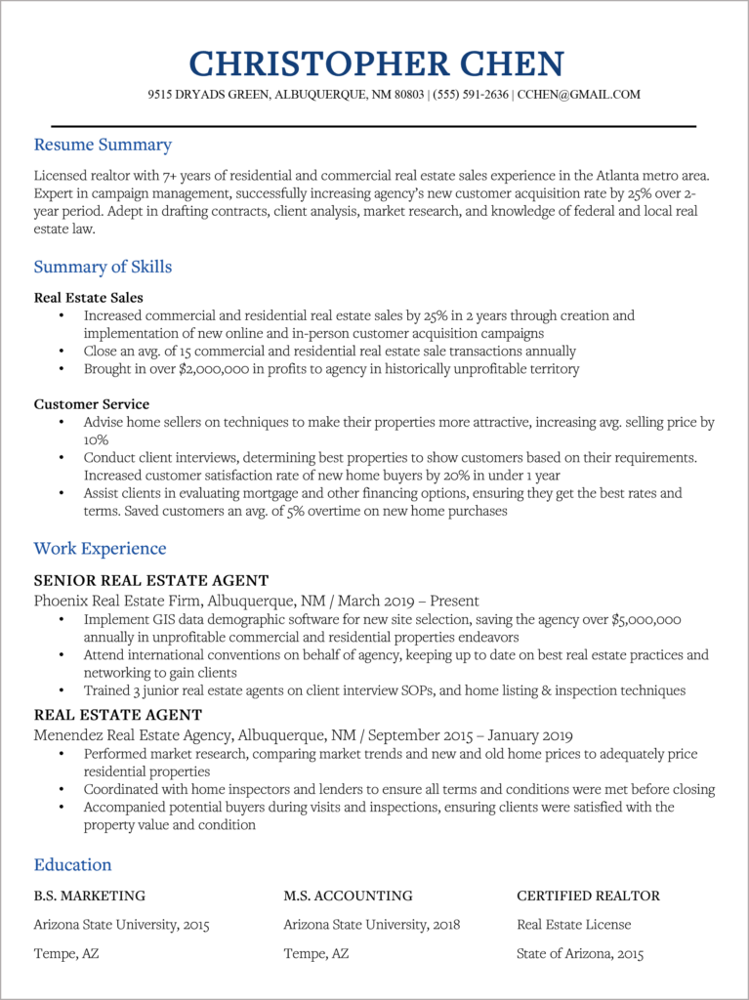 CHRISTOPHER CHEN
9515 DRYADS GREEN, ALBUQUERQUE, NM 80803 | (555) 591-2636 | CCHEN@GMAIL.COM
Resume Summary
Licensed realtor with 7+ years of residential and commercial real estate sales experience in the Atlanta metro area.
Expert in campaign management, successfully increasing agency's new customer acquisition rate by 25% over 2-
year period. Adept in drafting contracts, client analysis, market research, and knowledge of federal and local real
estate law.
Summary of Skills
Real Estate Sales
• Increased commercial and residential real estate sales by 25% in 2 years through creation and
implementation of new online and in-person customer acquisition campaigns
• Close an avg. of 15 commercial and residential real estate sale transactions annually
• Brought in over $2,000,000 in profits to agency in historically unprofitable territory
Customer Service
• Advise home sellers on techniques to make their properties more attractive, increasing avg. selling price by
10%
• Conduct client interviews, determining best properties to show customers based on their requirements.
Increased customer satisfaction rate of new home buyers by 20% in under 1 year
• Assist clients in evaluating mortgage and other financing options, ensuring they get the best rates and
terms. Saved customers an avg. of 5% overtime on new home purchases
Work Experience
SENIOR REAL ESTATE AGENT
Phoenix Real Estate Firm, Albuquerque, NM / March 2019 – Present
• Implement GIS data demographic software for new site selection, saving the agency over $5,000,000
annually in unprofitable commercial and residential properties endeavors
• Attend international conventions on behalf of agency, keeping up to date on best real estate practices and
networking to gain clients
• Trained 3 junior real estate agents on client interview SOPs, and home listing & inspection techniques
REAL ESTATE AGENT
Menendez Real Estate Agency, Albuquerque, NM / September 2015 – January 2019
• Performed market research, comparing market trends and new and old home prices to adequately price
residential properties
• Coordinated with home inspectors and lenders to ensure all terms and conditions were met before closing
• Accompanied potential buyers during visits and inspections, ensuring clients were satisfied with the
property value and condition
Education
B.S. MARKETING M.S. ACCOUNTING CERTIFIED REALTOR
Arizona State University, 2015 Arizona State University, 2018 Real Estate License
Tempe, AZ Tempe, AZ State of Arizona, 2015